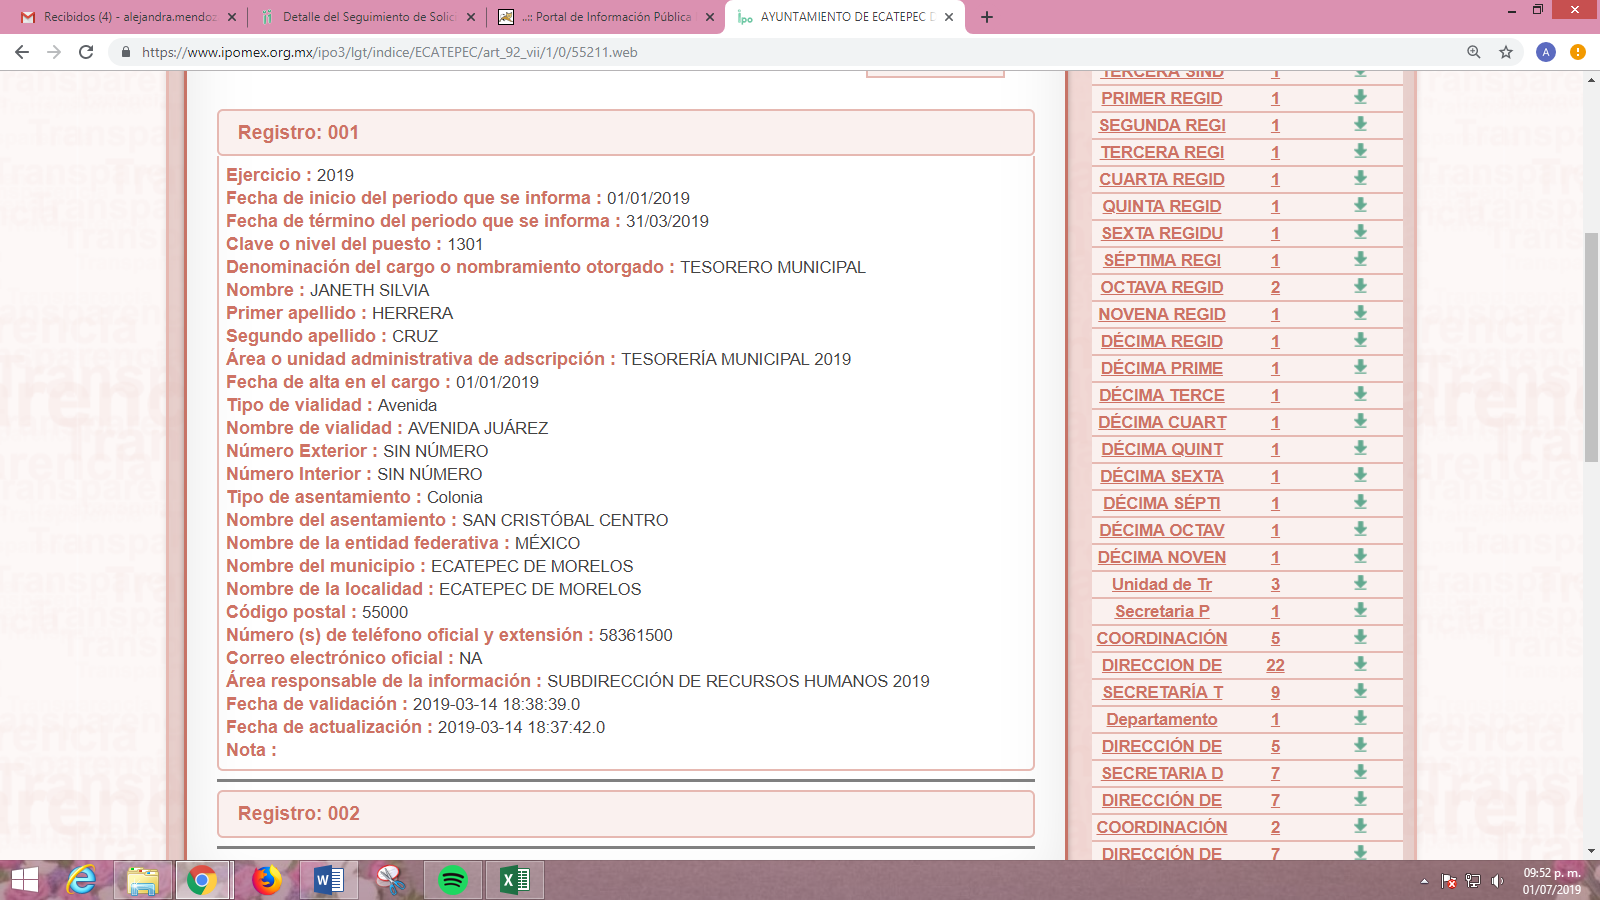 Recibidos (4) - alejandra.mendoz
Detalle del Seguimiento de Solic
..:: Portal de Información Pública
AYUNTAMIENTO DE ECATEPEC D
https://www.ipomex.org.mx/ipo3/lgt/indice/ECATEPEC/art_92_vii/1/0/55211.web
Registro: 001
Ejercicio : 2019
Fecha de inicio del periodo que se informa : 01/01/2019
Fecha de término del periodo que se informa : 31/03/2019
Clave o nivel del puesto : 1301
Denominación del cargo o nombramiento otorgado : TESORERO MUNICIPAL
Nombre : JANETH SILVIA
Primer apellido : HERRERA
Segundo apellido : CRUZ
Área o unidad administrativa de adscripción : TESORERÍA MUNICIPAL 2019
Fecha de alta en el cargo : 01/01/2019
Tipo de vialidad : Avenida
Nombre de vialidad : AVENIDA JUÁREZ
Número Exterior : SIN NÚMERO
Número Interior : SIN NÚMERO
Tipo de asentamiento : Colonia
Nombre del asentamiento : SAN CRISTÓBAL CENTRO
Nombre de la entidad federativa : MÉXICO
Nombre del municipio : ECATEPEC DE MORELOS
Nombre de la localidad : ECATEPEC DE MORELOS
Código postal : 55000
Número (s) de teléfono oficial y extensión : 58361500
Correo electrónico oficial : NA
Área responsable de la información : SUBDIRECCIÓN DE RECURSOS HUMANOS 2019
Fecha de validación : 2019-03-14 18:38:39.0
Fecha de actualización : 2019-03-14 18:37:42.0
Nota :
Registro: 002
TERCERA SIND 1
PRIMER REGID 1
SEGUNDA REGI 1
TERCERA REGI 1
CUARTA REGID 1
QUINTA REGID 1
SEXTA REGIDU 1
SÉPTIMA REGI 1
OCTAVA REGID 2
NOVENA REGID 1
DÉCIMA REGID 1
DÉCIMA PRIME 1
DÉCIMA TERCE 1
DÉCIMA CUART 1
DÉCIMA QUINT 1
DÉCIMA SEXTA 1
DÉCIMA SÉPTI 1
DÉCIMA OCTAV 1
DÉCIMA NOVEN 1
Unidad de Tr 3
Secretaria P 1
COORDINACIÓN 5
DIRECCION DE 22
SECRETARÍA T 9
Departamento 1
DIRECCIÓN DE 5
SECRETARIA D 7
DIRECCIÓN DE 7
COORDINACIÓN 2
DIRECCIÓN DE 7
09:52 p. m.
01/07/2019